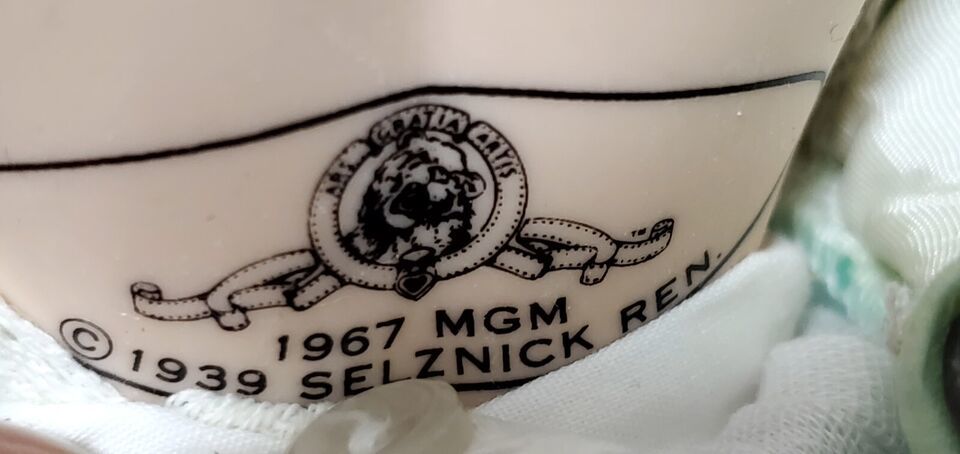 ARS GRATIA ARTIS
TM
1967 MGM
© 1939 SELZNICK REN.